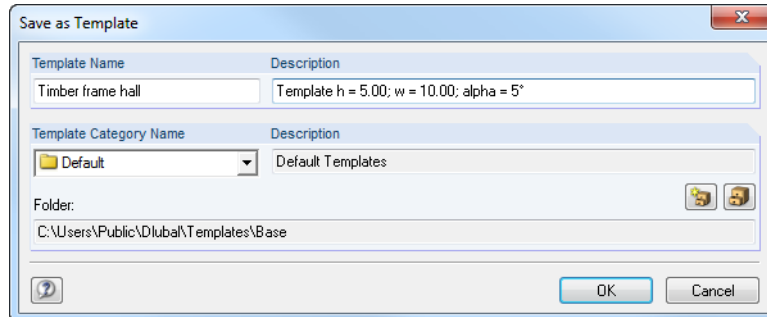 Save as Template
Template Name Description
Timber frame hall Template h = 5.00; w = 10.00; alpha = 5°
Template Category Name Description
Default Default Templates
Folder:
C:\Users\Public\Dlubal\Templates\Base
OK Cancel